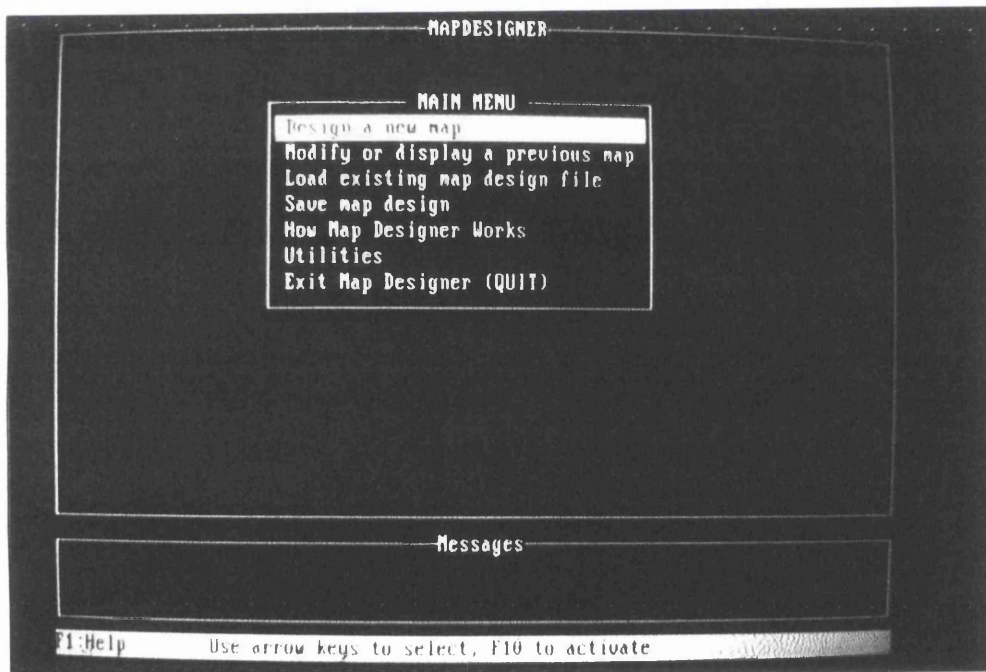 MAPDESIGNER
MAIN MENU
Design a new map
Modify or display a previous map
Load existing map design file
Save map design
How Map Designer Works
Utilities
Exit Map Designer (QUIT)
Messages
F1:Help Use arrow keys to select, F10 to activate